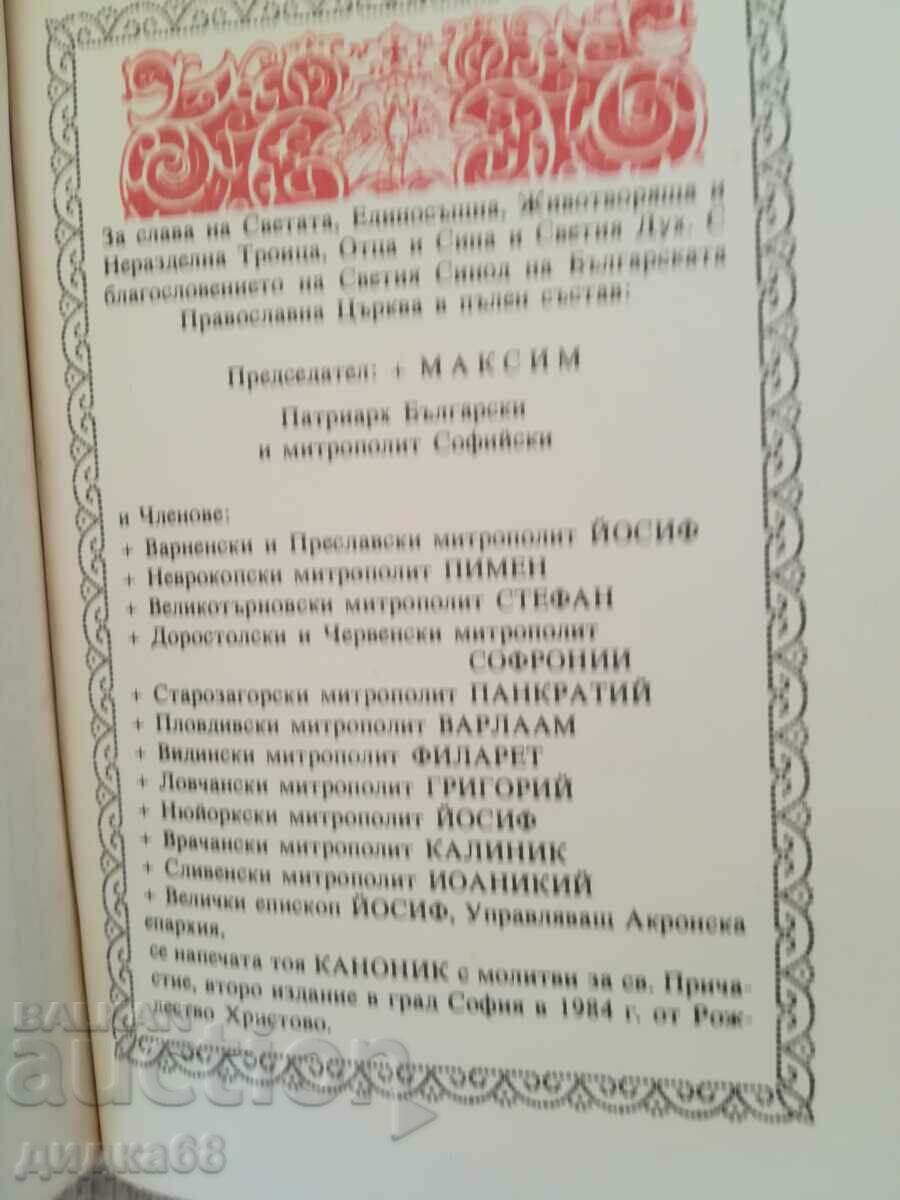 За слава на Светата, Единосъщна, Животворяща и
Неразделна Троица, Отца и Сина и Светия Дух. С
благословението на Светия Синод на Българската
Православна Църква в пълен състав:
Председател: + МАКСИМ
Патриарх Български
и митрополит Софийски
и Членове:
+ Варненски и Преславски митрополит ЙОСИФ
+ Неврокопски митрополит ПИМЕН
+ Великотърновски митрополит СТЕФАН
+ Доростолски и Червенски митрополит
СОФРОНИЙ
+ Старозагорски митрополит ПАНКРАТИЙ
+ Пловдивски митрополит ВАРЛААМ
+ Видински митрополит ФИЛАРЕТ
+ Ловчански митрополит ГРИГОРИЙ
+ Нюйоркски митрополит ЙОСИФ
+ Врачански митрополит КАЛИНИК
+ Сливенски митрополит ИОАНИКИЙ
+ Велички епископ ЙОСИФ, Управляващ Акронска
епархия,
се напечата тоя КАНОНИК с молитви за св. Прича-
стие, второ издание в град София в 1984 г. от Рож-
дество Христово.
BALKAN
auction
дидка68